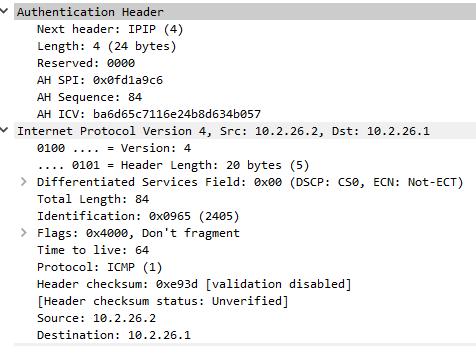 Authentication Header
Next header: IPIP (4)
Length: 4 (24 bytes)
Reserved: 0000
AH SPI: 0x0fd1a9c6
AH Sequence: 84
AH ICV: ba6d65c7116e24b8d634b057
Internet Protocol Version 4, Src: 10.2.26.2, Dst: 10.2.26.1
0100 .... = Version: 4
.... 0101 = Header Length: 20 bytes (5)
Differentiated Services Field: 0x00 (DSCP: CS0, ECN: Not-ECT)
Total Length: 84
Identification: 0x0965 (2405)
Flags: 0x4000, Don't fragment
Time to live: 64
Protocol: ICMP (1)
Header checksum: 0xe93d [validation disabled]
[Header checksum status: Unverified]
Source: 10.2.26.2
Destination: 10.2.26.1